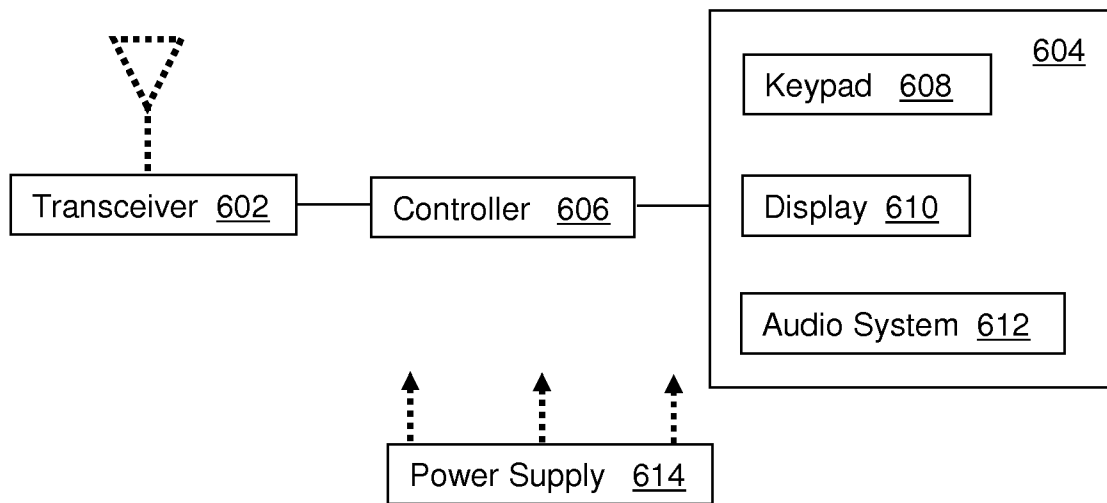 604
Keypad 608
Transceiver 602
Controller 606
Display 610
Audio System 612
Power Supply 614